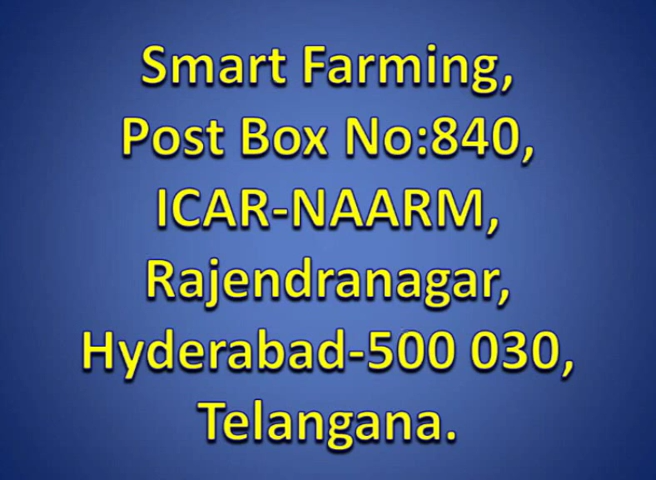 Smart Farming,
Post Box No:840,
ICAR-NAARM,
Rajendranagar,
Hyderabad-500 030,
Telangana.